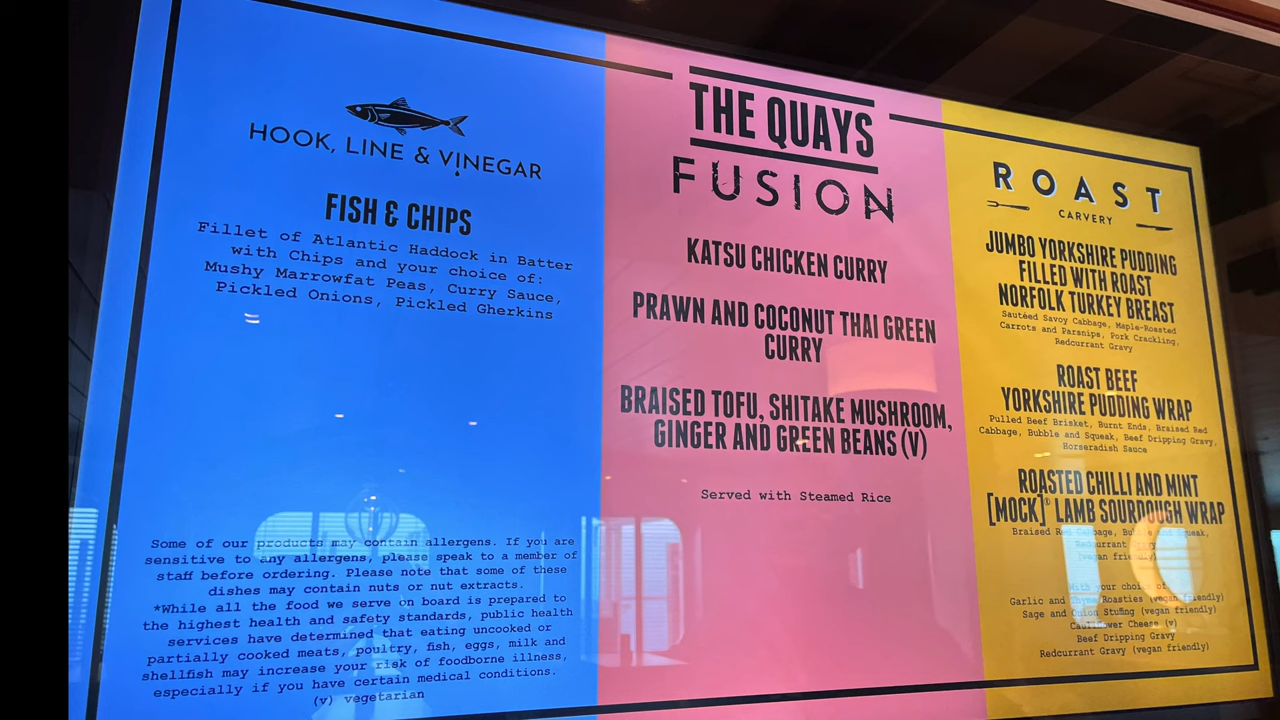 HOOK, LINE & VINEGAR
FISH & CHIPS
Fillet of Atlantic Haddock in Batter
with Chips and your choice of:
Mushy Marrowfat Peas, Curry Sauce,
Pickled Onions, Pickled Gherkins
Some of our products may contain allergens. If you are
sensitive to any allergens, please speak to a member of
staff before ordering. Please note that some of these
dishes may contain nuts or nut extracts.
*While all the food we serve on board is prepared to
the highest health and safety standards, public health
services have determined that eating uncooked or
partially cooked meats, poultry, fish, eggs, milk and
shellfish may increase your risk of foodborne illness,
especially if you have certain medical conditions.
(v) vegetarian
THE QUAYS
FUSION
KATSU CHICKEN CURRY
PRAWN AND COCONUT THAI GREEN
CURRY
BRAISED TOFU, SHITAKE MUSHROOM,
GINGER AND GREEN BEANS (V)
Served with Steamed Rice
ROAST
CARVERY
JUMBO YORKSHIRE PUDDING
FILLED WITH ROAST
NORFOLK TURKEY BREAST
Sautéed Savoy Cabbage, Maple-Roasted
Carrots and Parsnips, Pork Crackling,
Redcurrant Gravy
ROAST BEEF
YORKSHIRE PUDDING WRAP
Pulled Beef Brisket, Burnt Ends, Braised Red
Cabbage, Bubble and Squeak, Beef Dripping Gravy,
Horseradish Sauce
ROASTED CHILLI AND MINT
[MOCK]® LAMB SOURDOUGH WRAP
Braised Red Cabbage, Bubble and Squeak,
Redcurrant Gravy
(vegan friendly)
With your choice of
Garlic and Thyme Roasties (vegan friendly)
Sage and Onion Stuffing (vegan friendly)
Cauliflower Cheese (v)
Beef Dripping Gravy
Redcurrant Gravy (vegan friendly)